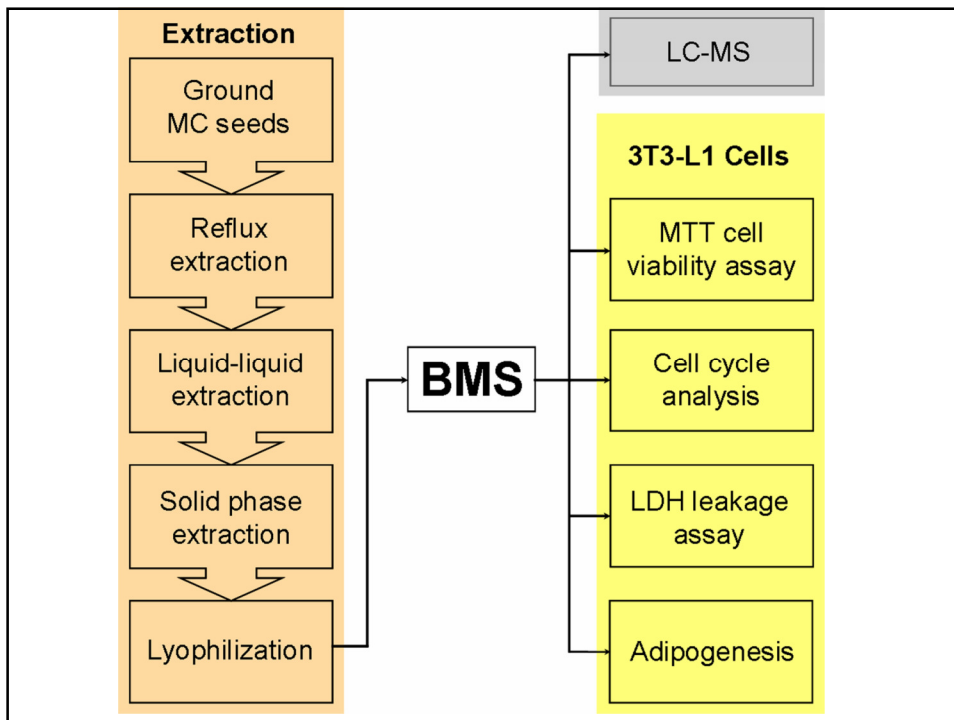 Extraction
Ground
MC seeds
Reflux
extraction
Liquid-liquid
extraction
Solid phase
extraction
Lyophilization
BMS
LC-MS
3T3-L1 Cells
MTT cell
viability assay
Cell cycle
analysis
LDH leakage
assay
Adipogenesis